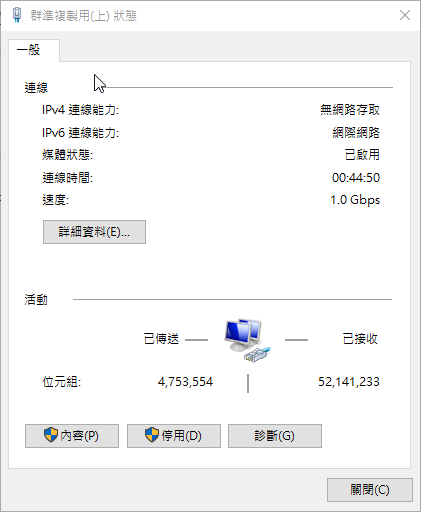 群準複製用(上) 狀態
一般
連線
IPv4 連線能力: 無網路存取
IPv6 連線能力: 網際網路
媒體狀態: 已啟用
連線時間: 00:44:50
速度: 1.0 Gbps
詳細資料(E)...
活動
已傳送 已接收
位元組: 4,753,554 52,141,233
內容(P) 停用(D) 診斷(G)
關閉(C)